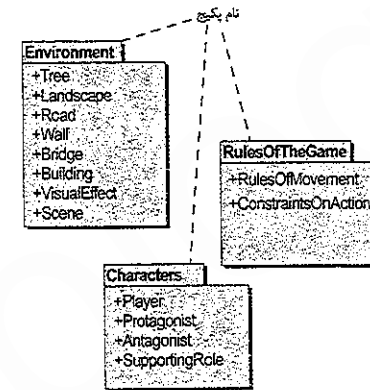 نام پکیج
Environment
+Tree
+Landscape
+Road
+Wall
+Bridge
+Building
+VisualEffect
+Scene
RulesOfTheGame
+RulesOfMovement
+ConstraintsOnAction
Characters
+Player
+Protagonist
+Antagonist
+SupportingRole